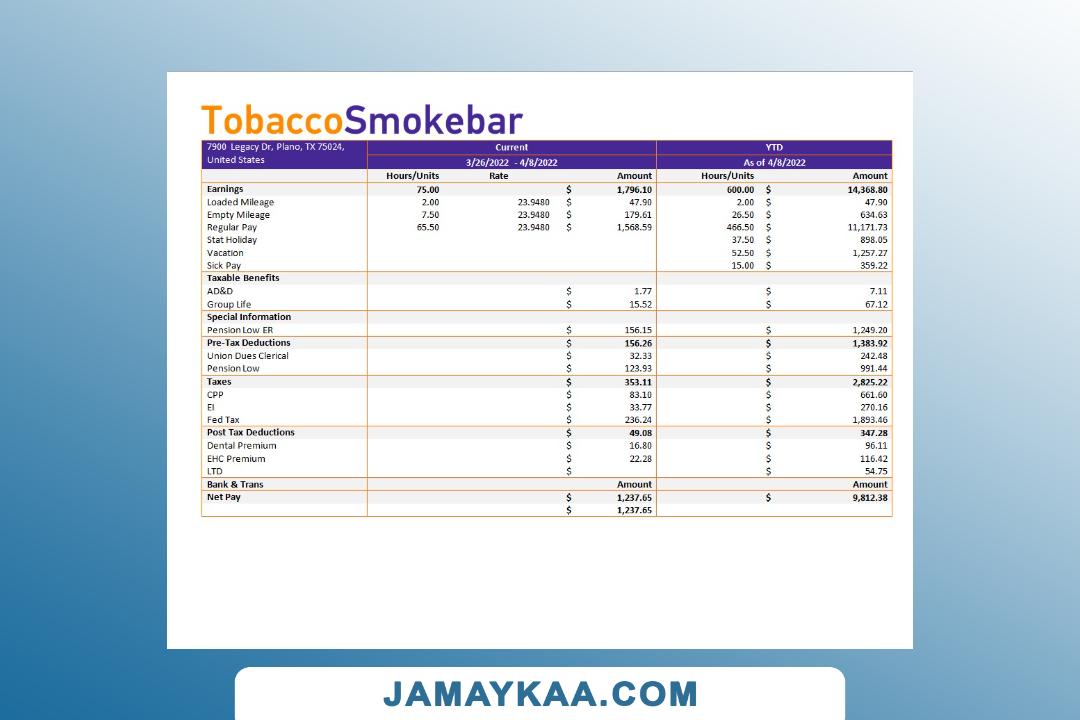 TobaccoSmokebar
7900 Legacy Dr, Plano, TX 75024, Current YTD
United States 3/26/2022 - 4/8/2022 As of 4/8/2022
Hours/Units Rate Amount Hours/Units Amount
Earnings 75.00 $ 1,796.10 600.00 $ 14,368.80
Loaded Mileage 2.00 23.9480 $ 47.90 2.00 $ 47.90
Empty Mileage 7.50 23.9480 $ 179.61 26.50 $ 634.63
Regular Pay 65.50 23.9480 $ 1,568.59 466.50 $ 11,171.73
Stat Holiday 37.50 $ 898.05
Vacation 52.50 $ 1,257.27
Sick Pay 15.00 $ 359.22
Taxable Benefits
AD&D $ 1.77 $ 7.11
Group Life $ 15.52 $ 67.12
Special Information
Pension Low ER $ 156.15 $ 1,249.20
Pre-Tax Deductions $ 156.26 $ 1,383.92
Union Dues Clerical $ 32.33 $ 242.48
Pension Low $ 123.93 $ 991.44
Taxes $ 353.11 $ 2,825.22
CPP $ 83.10 $ 661.60
EI $ 33.77 $ 270.16
Fed Tax $ 236.24 $ 1,893.46
Post Tax Deductions $ 49.08 $ 347.28
Dental Premium $ 16.80 $ 96.11
EHC Premium $ 22.28 $ 116.42
LTD $ $ 54.75
Bank & Trans Amount Amount
Net Pay $ 1,237.65 $ 9,812.38
$ 1,237.65
JAMAYKAA.COM